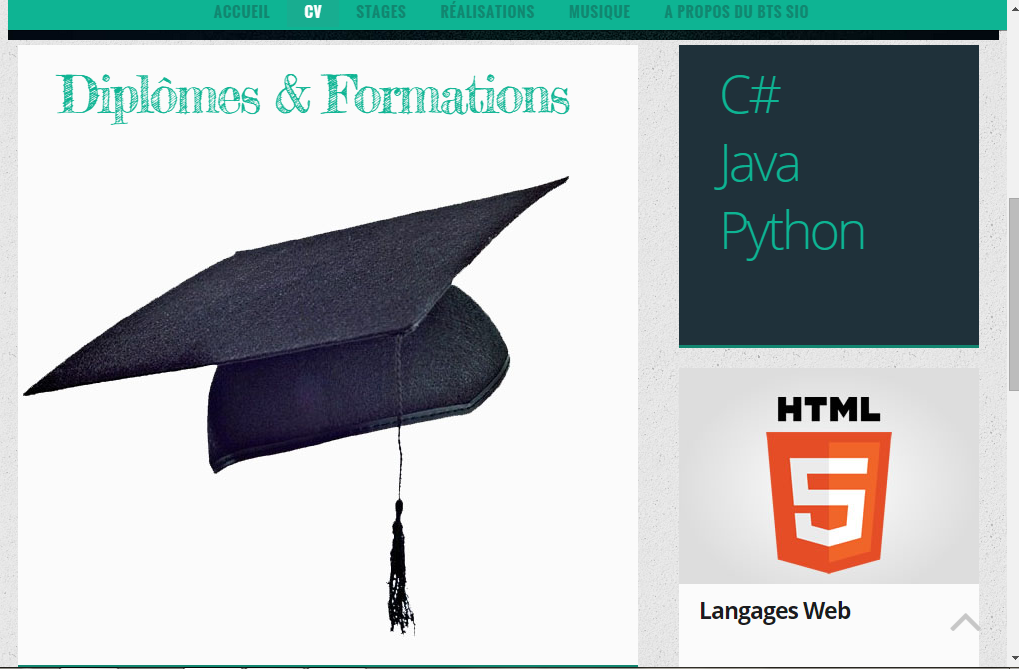 ACCUEIL CV STAGES RÉALISATIONS MUSIQUE A PROPOS DU BTS SIO
Diplômes & Formations
C#
Java
Python
HTML
5
Langages Web